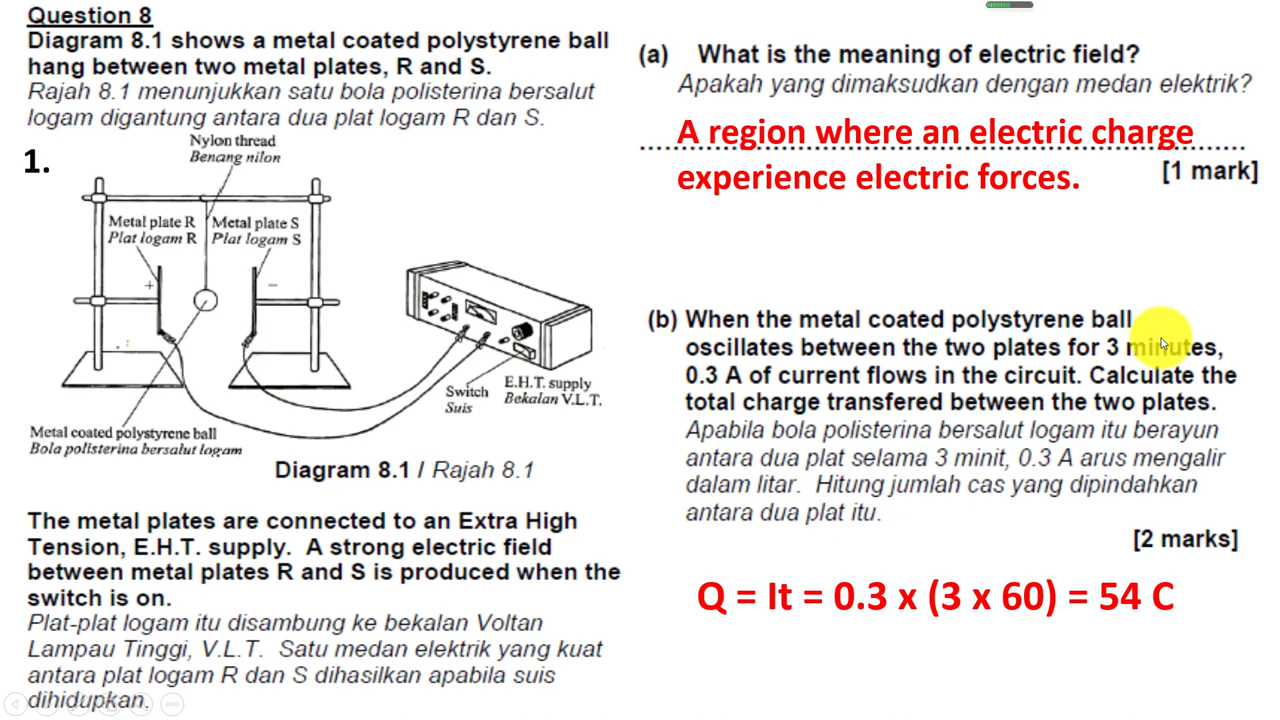 Question 8
Diagram 8.1 shows a metal coated polystyrene ball
hang between two metal plates, R and S.
Rajah 8.1 menunjukkan satu bola polisterina bersalut
logam digantung antara dua plat logam R dan S.
1.
Nylon thread
Benang nilon
Metal plate R
Plat logam R
Metal plate S
Plat logam S
+
−
Switch
Suis
E.H.T. supply
Bekalan V.L.T.
Metal coated polystyrene ball
Bola polisterina bersalut logam
Diagram 8.1 / Rajah 8.1
The metal plates are connected to an Extra High
Tension, E.H.T. supply. A strong electric field
between metal plates R and S is produced when the
switch is on.
Plat-plat logam itu disambung ke bekalan Voltan
Lampau Tinggi, V.L.T. Satu medan elektrik yang kuat
antara plat logam R dan S dihasilkan apabila suis
dihidupkan.
(a) What is the meaning of electric field?
Apakah yang dimaksudkan dengan medan elektrik?
A region where an electric charge
experience electric forces.
[1 mark]
(b) When the metal coated polystyrene ball
oscillates between the two plates for 3 minutes,
0.3 A of current flows in the circuit. Calculate the
total charge transfered between the two plates.
Apabila bola polisterina bersalut logam itu berayun
antara dua plat selama 3 minit, 0.3 A arus mengalir
dalam litar. Hitung jumlah cas yang dipindahkan
antara dua plat itu.
[2 marks]
Q = It = 0.3 x (3 x 60) = 54 C